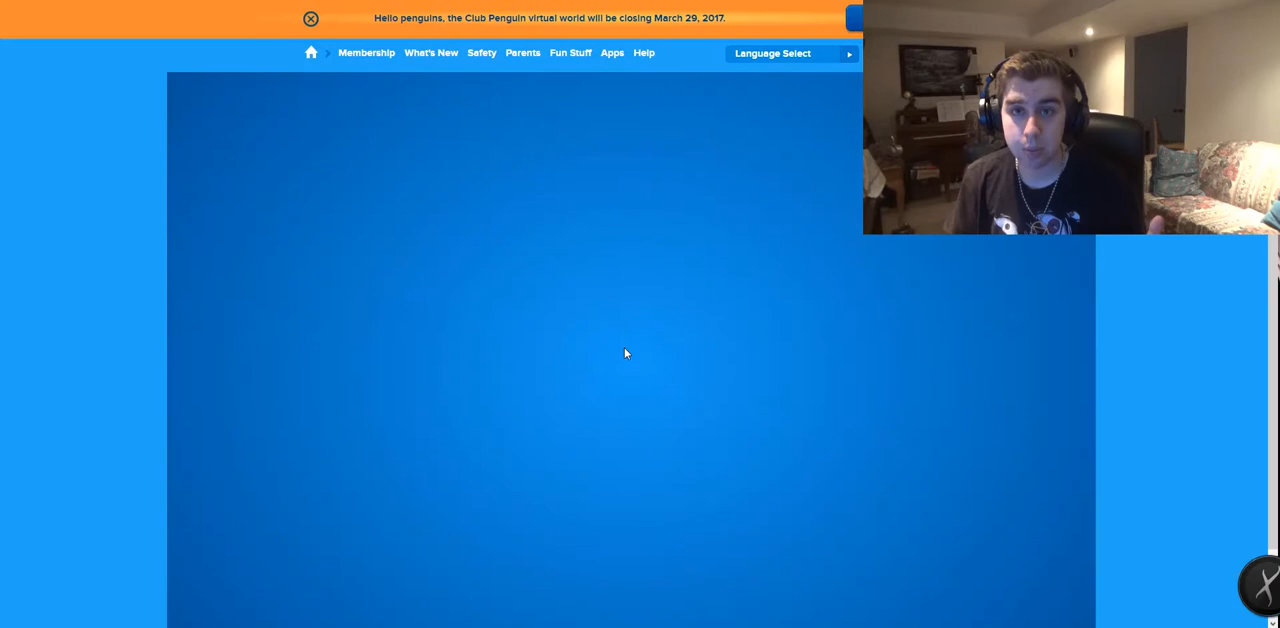 Hello penguins, the Club Penguin virtual world will be closing March 29, 2017.
Membership What's New Safety Parents Fun Stuff Apps Help Language Select